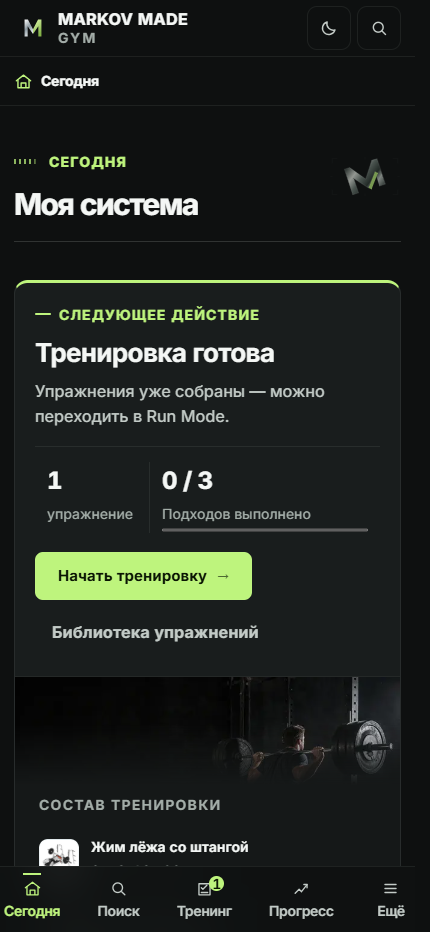 MARKOV MADE
GYM
Сегодня
СЕГОДНЯ
Моя система
СЛЕДУЮЩЕЕ ДЕЙСТВИЕ
Тренировка готова
Упражнения уже собраны — можно
переходить в Run Mode.
1
упражнение
0 / 3
Подходов выполнено
Начать тренировку →
Библиотека упражнений
СОСТАВ ТРЕНИРОВКИ
Жим лёжа со штангой
1
Сегодня
Поиск
Тренинг
Прогресс
Ещё